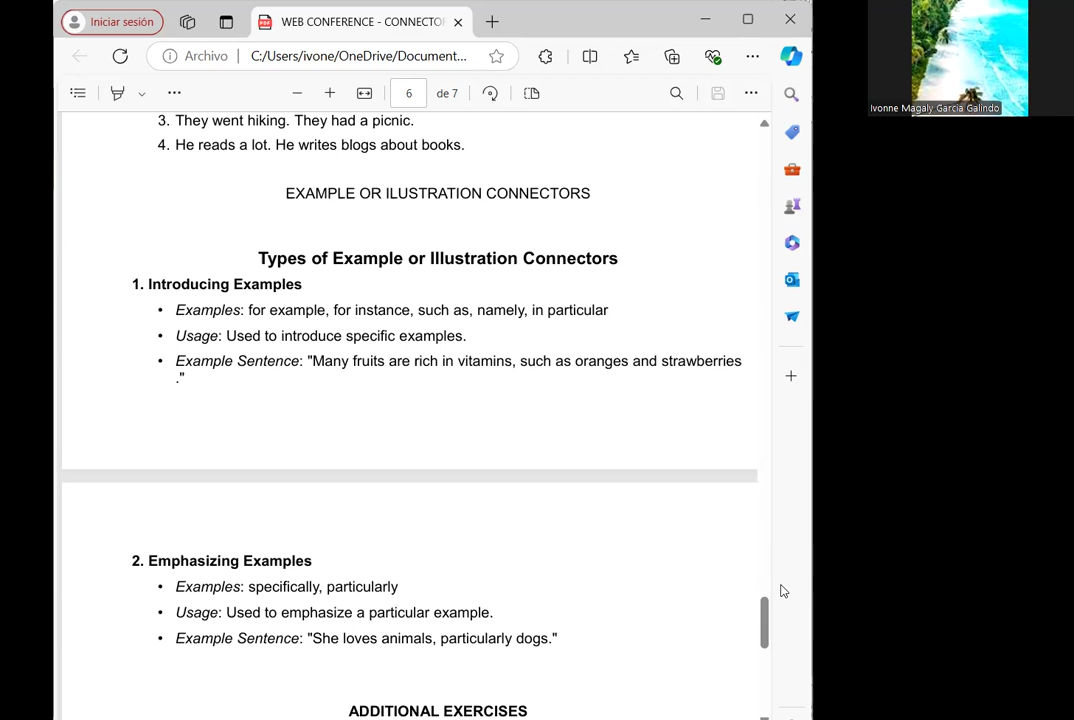 Iniciar sesión
WEB CONFERENCE - CONNECTO
Archivo
C:/Users/ivone/OneDrive/Document...
6 de 7
Ivonne Magaly Garcia Galindo
3. They went hiking. They had a picnic.
4. He reads a lot. He writes blogs about books.
EXAMPLE OR ILUSTRATION CONNECTORS
Types of Example or Illustration Connectors
1. Introducing Examples
• Examples: for example, for instance, such as, namely, in particular
• Usage: Used to introduce specific examples.
• Example Sentence: "Many fruits are rich in vitamins, such as oranges and strawberries
."
2. Emphasizing Examples
• Examples: specifically, particularly
• Usage: Used to emphasize a particular example.
• Example Sentence: "She loves animals, particularly dogs."
ADDITIONAL EXERCISES